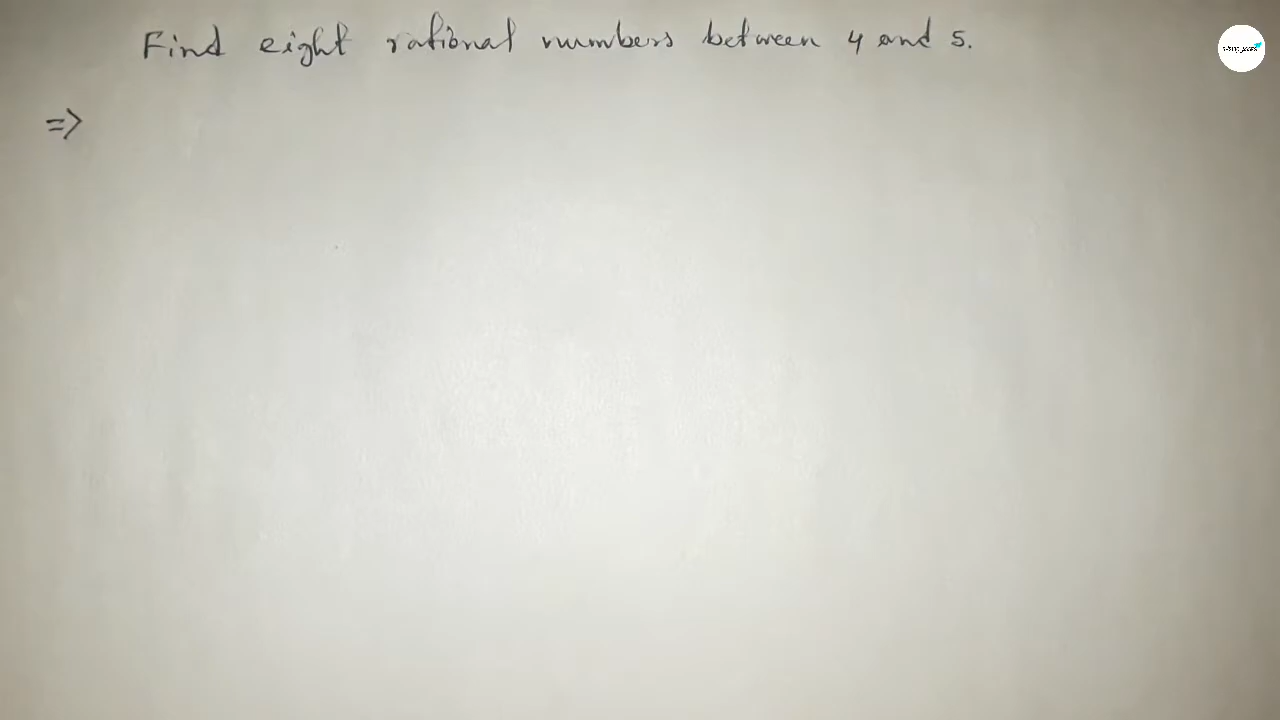 Find eight rational numbers between 4 and 5.
=>